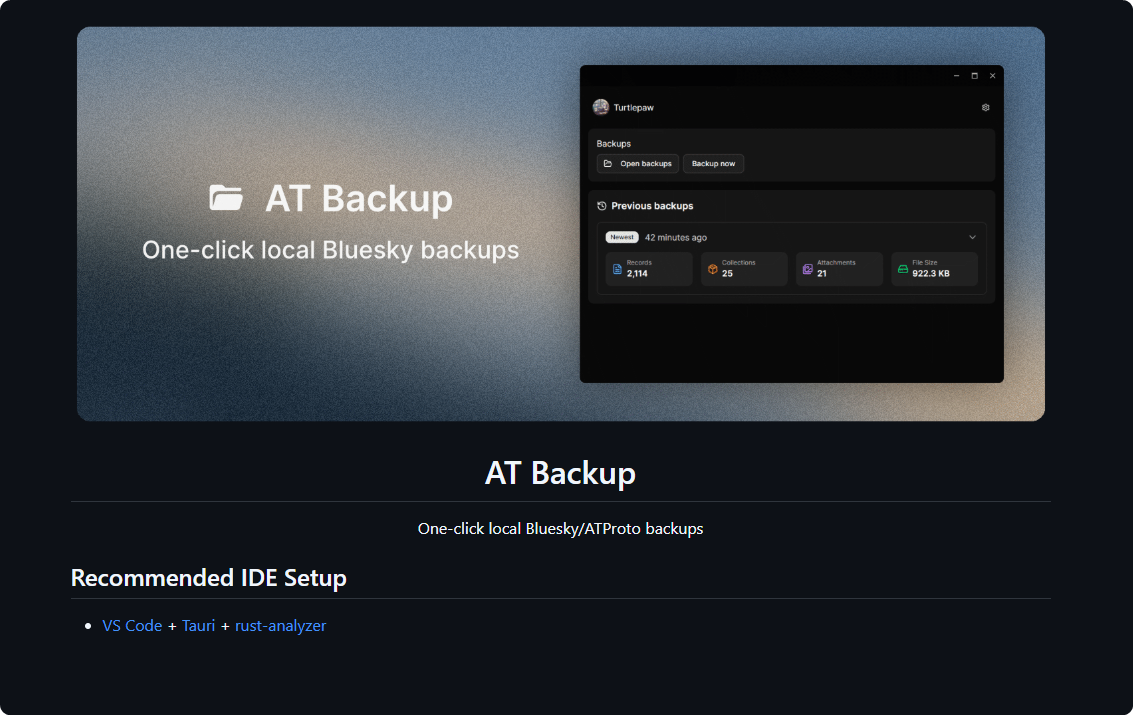 AT Backup
One-click local Bluesky backups
Turtlepaw
Backups
Open backups
Backup now
Previous backups
Newest
42 minutes ago
Records
2,114
Collections
25
Attachments
21
File Size
922.3 KB
AT Backup
One-click local Bluesky/ATProto backups
Recommended IDE Setup
VS Code + Tauri + rust-analyzer